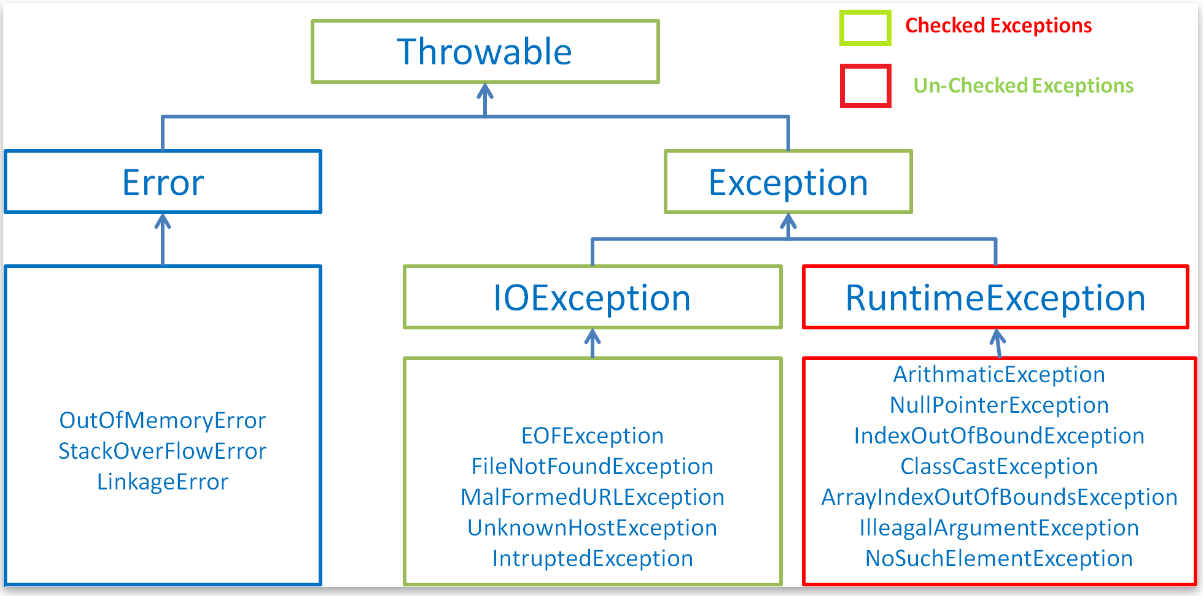 Throwable
Checked Exceptions
Un-Checked Exceptions
Error
Exception
IOException
RuntimeException
OutOfMemoryError
StackOverFlowError
LinkageError
EOFException
FileNotFoundException
MalFormedURLException
UnknownHostException
IntruptedException
ArithmaticException
NullPointerException
IndexOutOfBoundException
ClassCastException
ArrayIndexOutOfBoundsException
IlleagalArgumentException
NoSuchElementException